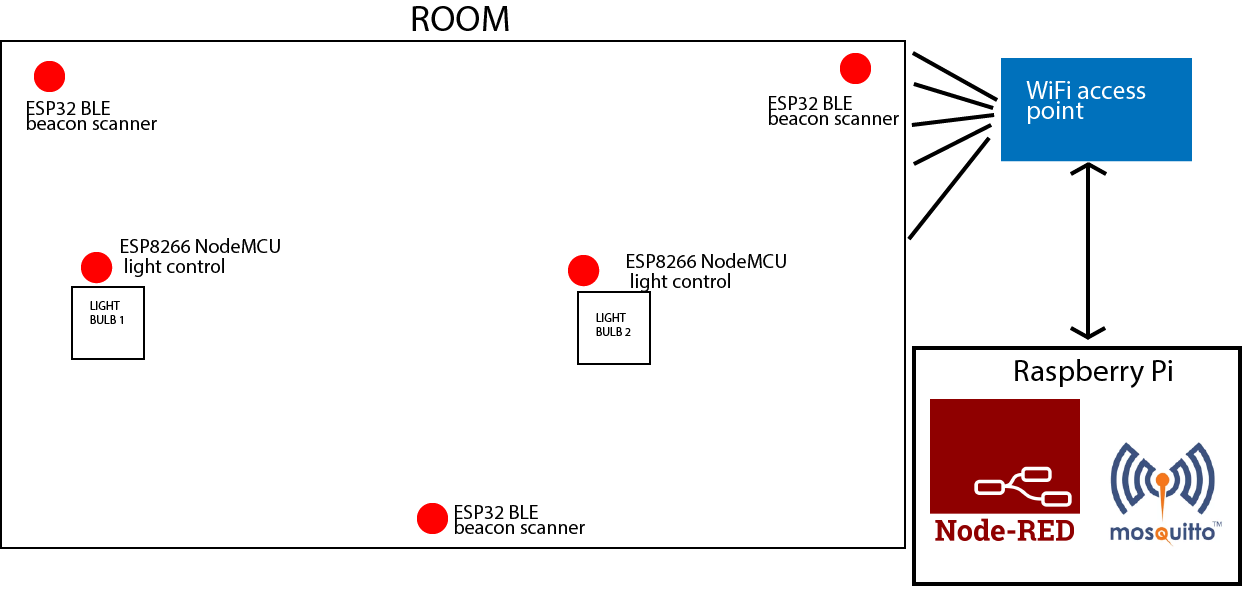 ROOM
ESP32 BLE
beacon scanner
ESP32 BLE
beacon scanner
WiFi access
point
ESP8266 NodeMCU
light control
LIGHT
BULB 1
ESP8266 NodeMCU
light control
LIGHT
BULB 2
ESP32 BLE
beacon scanner
Raspberry Pi
Node-RED
mosquitto™